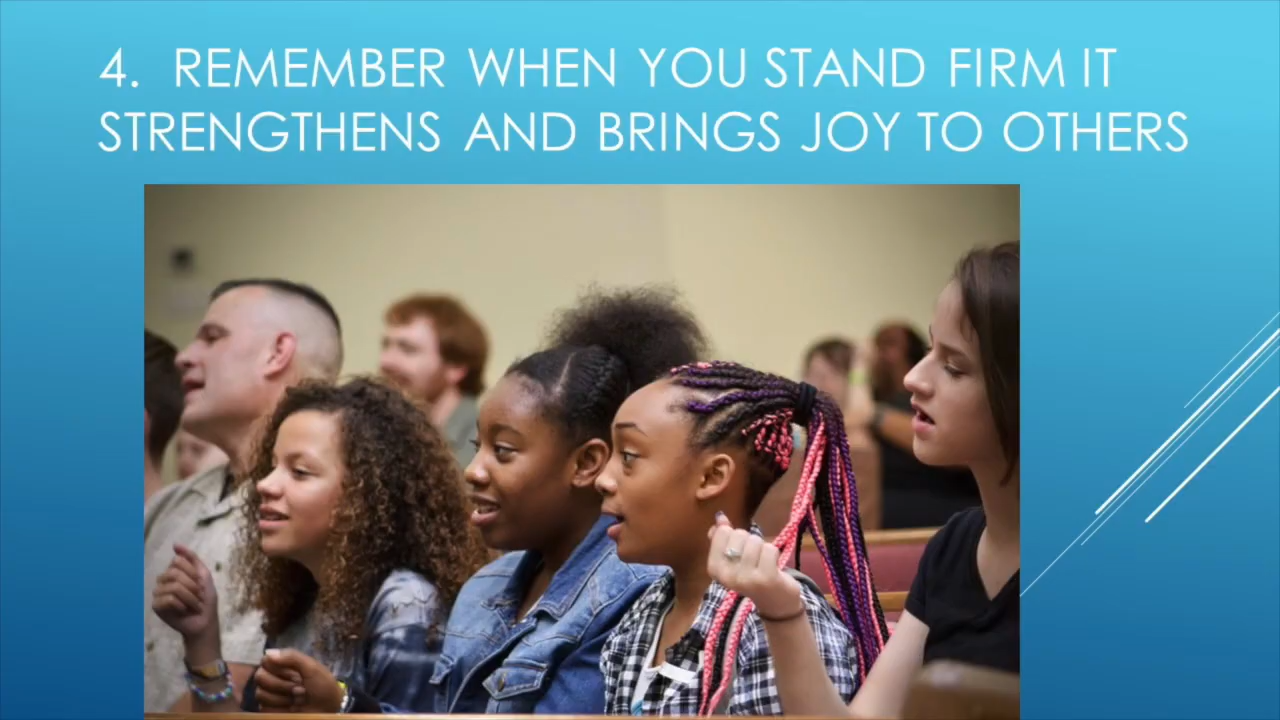 4. REMEMBER WHEN YOU STAND FIRM IT
STRENGTHENS AND BRINGS JOY TO OTHERS